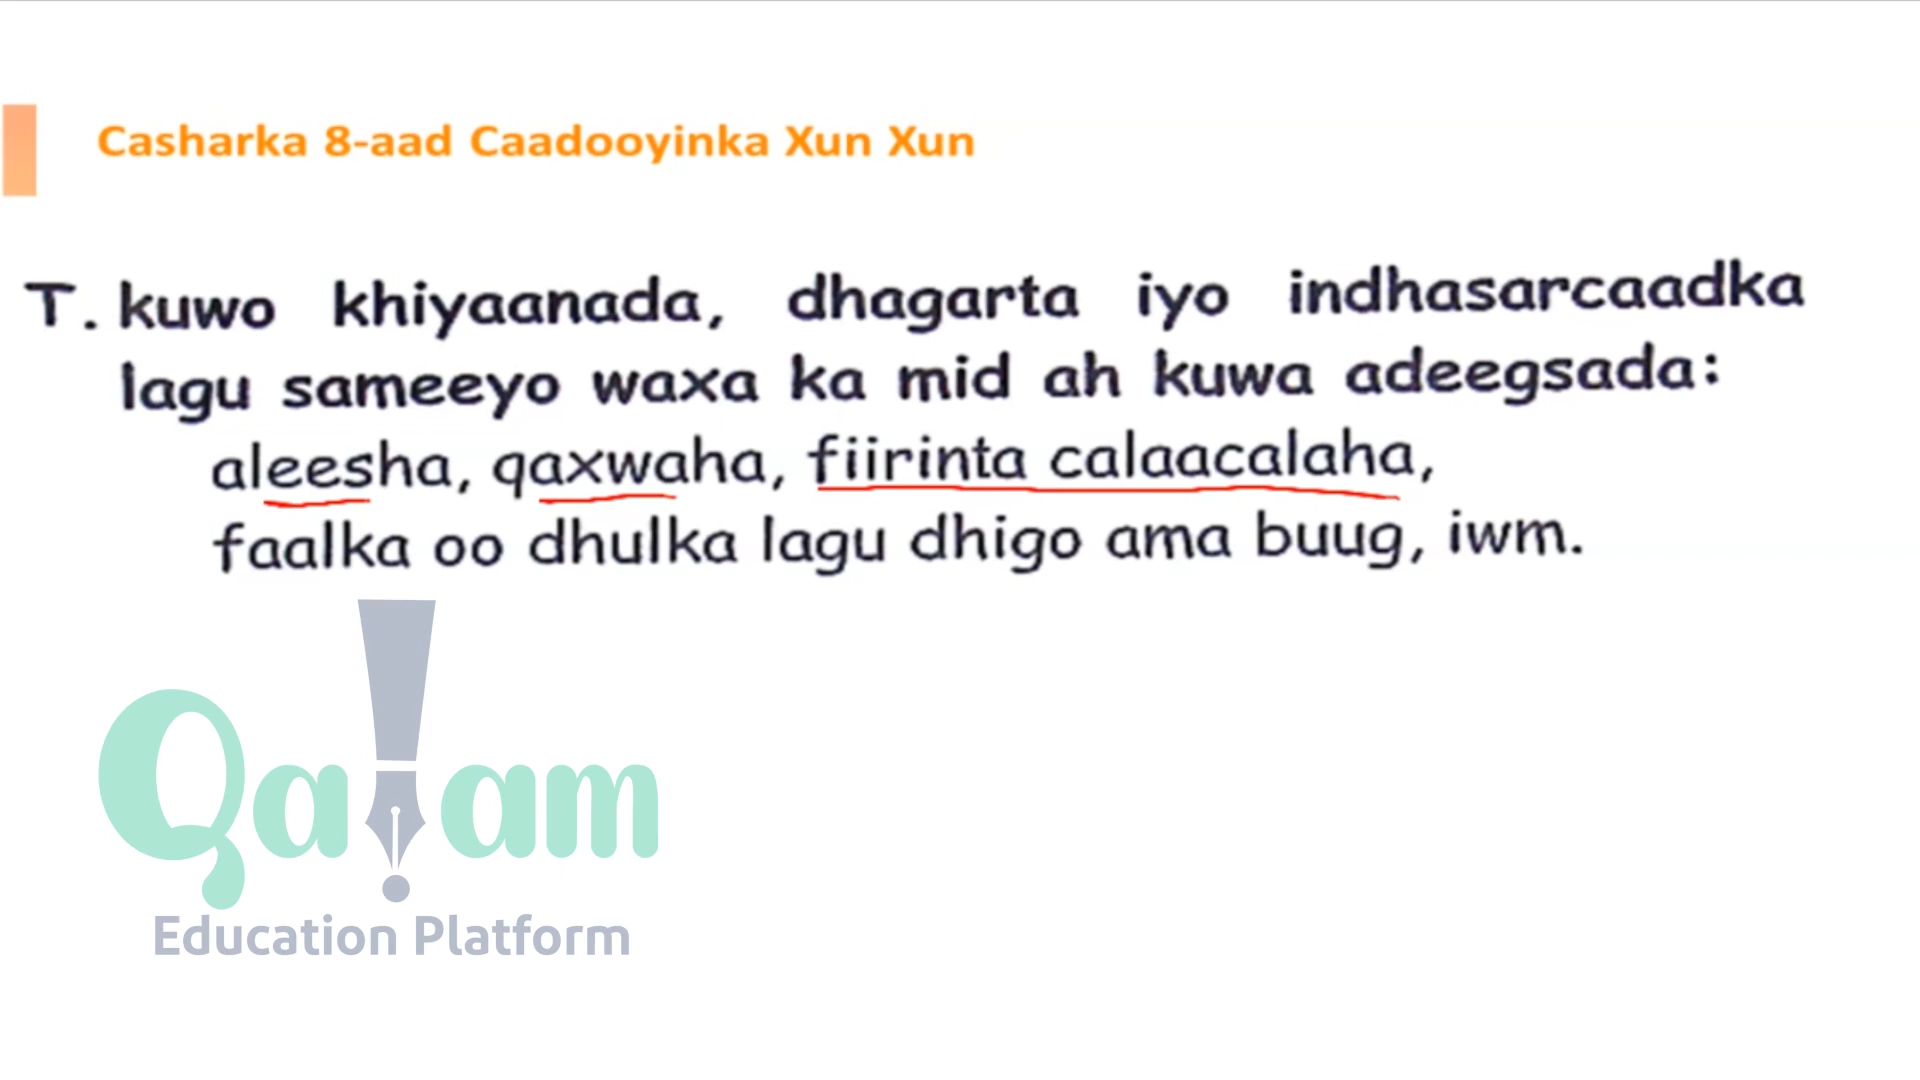 Casharka 8-aad Caadooyinka Xun Xun
T. kuwo khiyaanada, dhagarta iyo indhasarcaadka
lagu sameeyo waxa ka mid ah kuwa adeegsada:
aleesha, qaxwaha, fiirinta calaacalaha,
faalka oo dhulka lagu dhigo ama buug, iwm.
Qalam
Education Platform